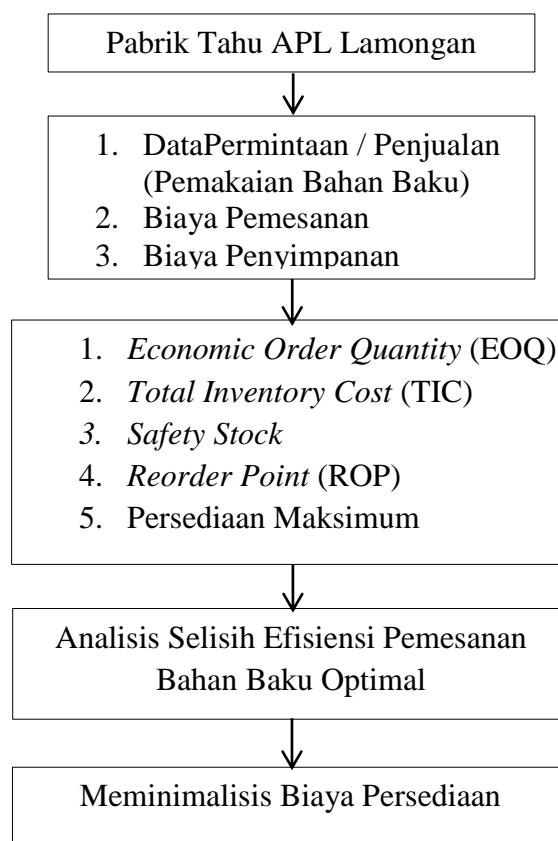 Pabrik Tahu APL Lamongan
1. DataPermintaan / Penjualan
(Pemakaian Bahan Baku)
2. Biaya Pemesanan
3. Biaya Penyimpanan
1. Economic Order Quantity (EOQ)
2. Total Inventory Cost (TIC)
3. Safety Stock
4. Reorder Point (ROP)
5. Persediaan Maksimum
Analisis Selisih Efisiensi Pemesanan
Bahan Baku Optimal
Meminimalisis Biaya Persediaan